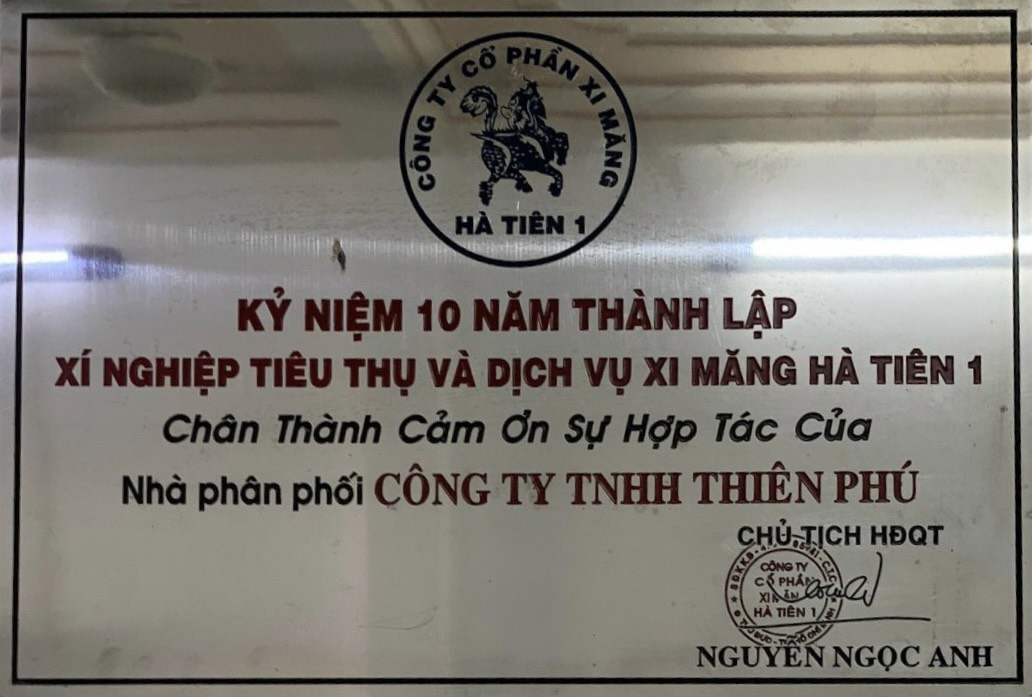 CÔNG TY CỔ PHẦN XI MĂNG
HÀ TIÊN 1
KỶ NIỆM 10 NĂM THÀNH LẬP
XÍ NGHIỆP TIÊU THỤ VÀ DỊCH VỤ XI MĂNG HÀ TIÊN 1
Chân Thành Cảm Ơn Sự Hợp Tác Của
Nhà phân phối CÔNG TY TNHH THIÊN PHÚ
CHỦ TỊCH HĐQT
CÔNG TY
CỔ PHẦN
HÀ TIÊN 1
NGUYỄN NGỌC ANH